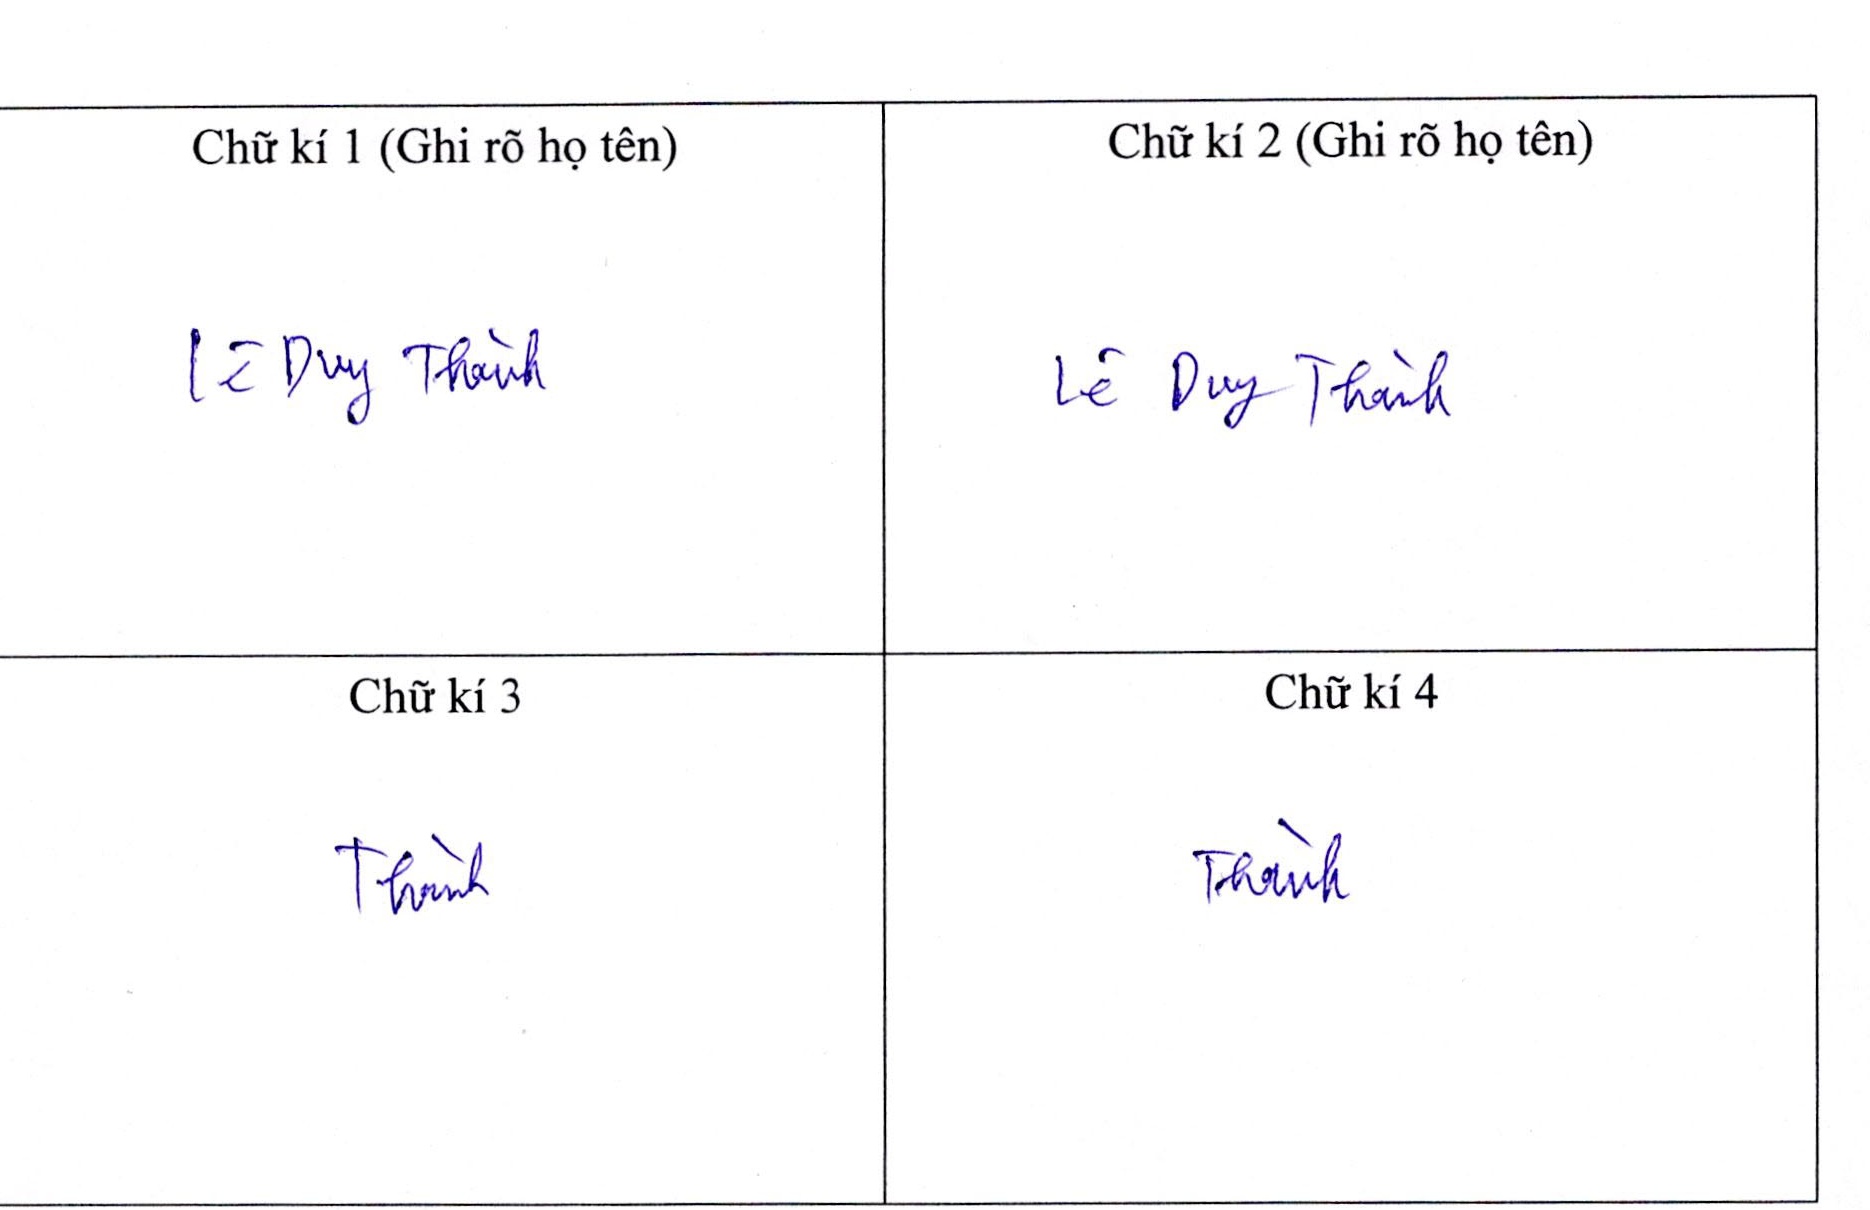 Chữ kí 1 (Ghi rõ họ tên)
Lê Duy Thành
Chữ kí 2 (Ghi rõ họ tên)
Lê Duy Thành
Chữ kí 3
Thành
Chữ kí 4
Thành